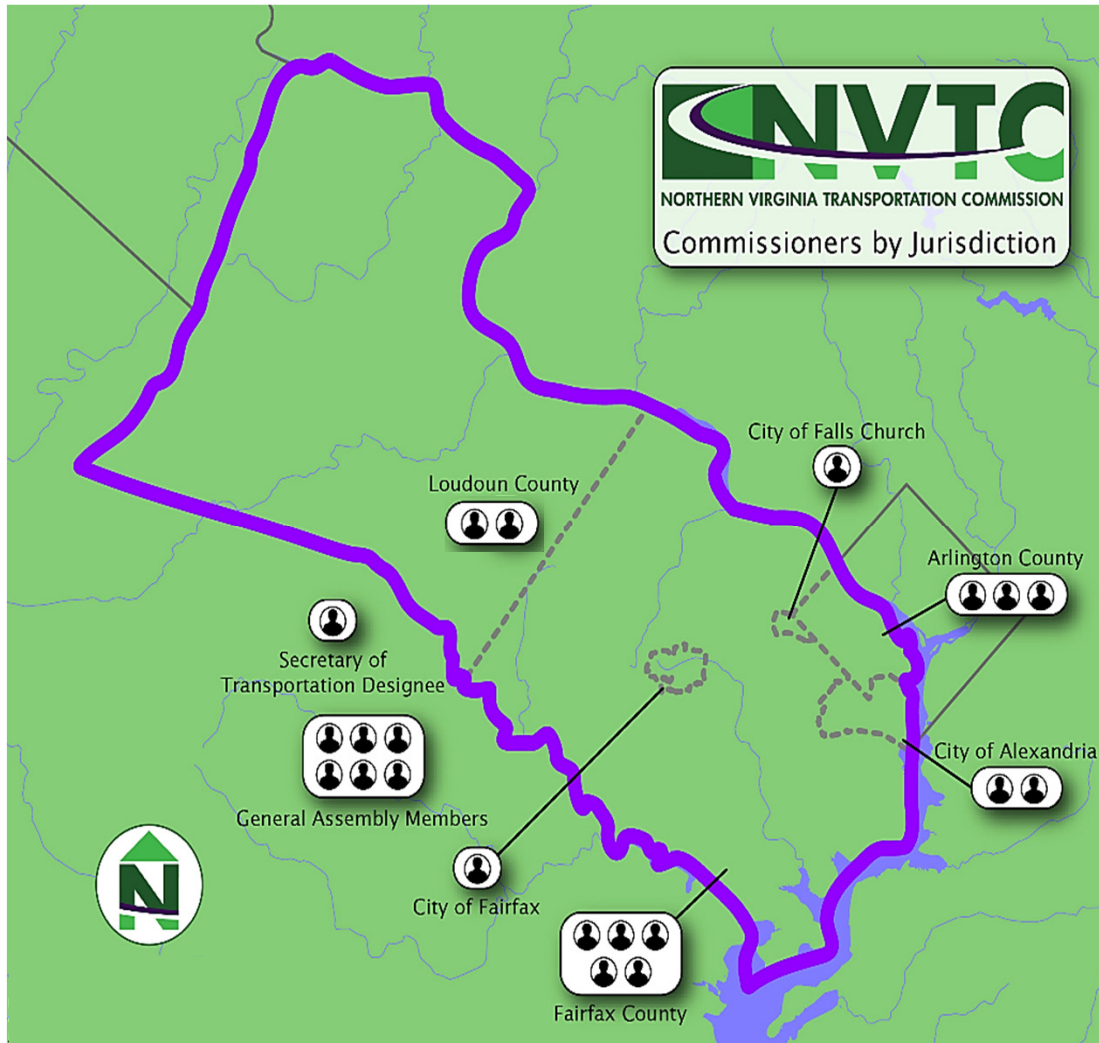 NVTC
NORTHERN VIRGINIA TRANSPORTATION COMMISSION
Commissioners by Jurisdiction
City of Falls Church
Loudoun County
Arlington County
Secretary of
Transportation Designee
City of Alexandria
General Assembly Members
N
City of Fairfax
Fairfax County